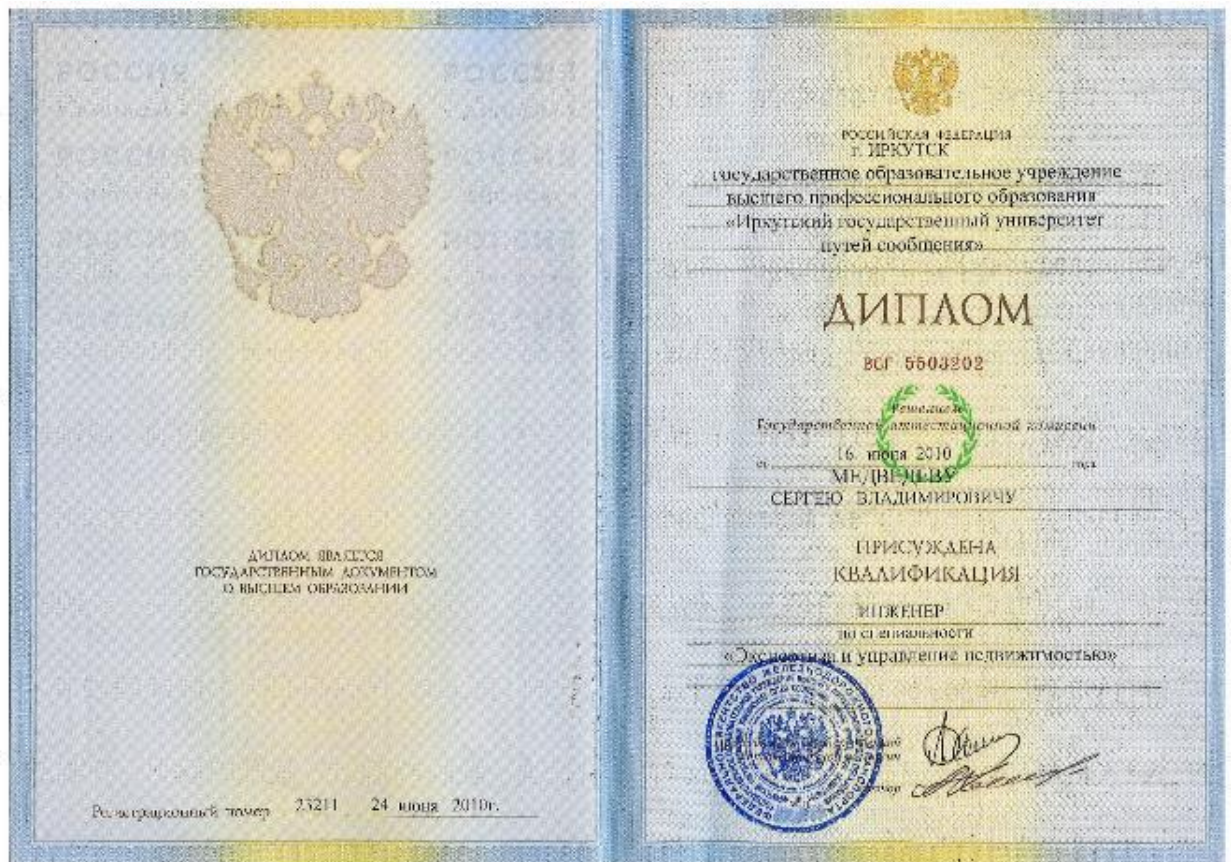 РОССИЯ РОССИЯ
ДИПЛОМ ЯВЛЯЕТСЯ
ГОСУДАРСТВЕННЫМ ДОКУМЕНТОМ
О ВЫСШЕМ ОБРАЗОВАНИИ
Регистрационный номер 23211 24 июня 2010г.
РОССИЙСКАЯ ФЕДЕРАЦИЯ
г. ИРКУТСК
государственное образовательное учреждение
высшего профессионального образования
«Иркутский государственный университет
путей сообщения»
ДИПЛОМ
ВСГ 5503202
Решением
Государственной аттестационной комиссии
от 16 июня 2010 года
МЕДВЕДЕВУ
СЕРГЕЮ ВЛАДИМИРОВИЧУ
ПРИСУЖДЕНА
КВАЛИФИКАЦИЯ
ИНЖЕНЕР
по специальности
«Экспертиза и управление недвижимостью»